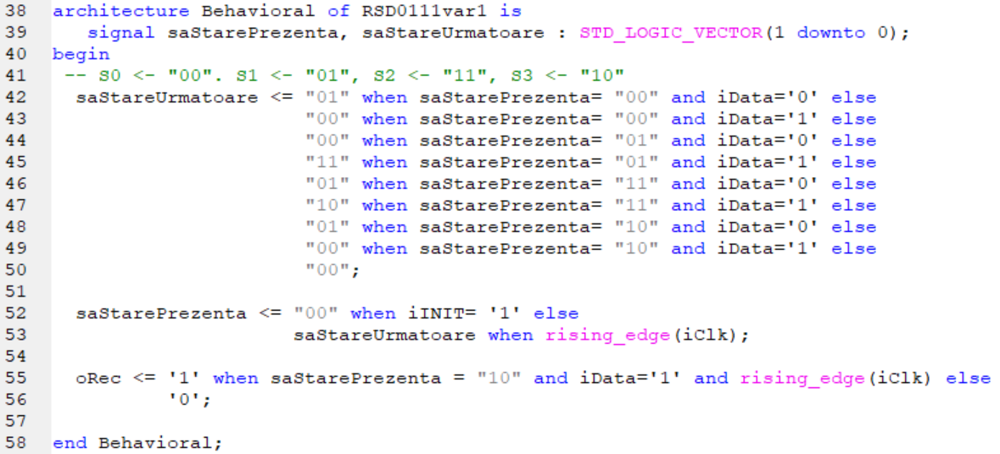 38 architecture Behavioral of RSD0111var1 is
39 signal saStarePrezenta, saStareUrmatoare : STD_LOGIC_VECTOR(1 downto 0);
40 begin
41 -- S0 <- "00". S1 <- "01", S2 <- "11", S3 <- "10"
42 saStareUrmatoare <= "01" when saStarePrezenta= "00" and iData='0' else
43 "00" when saStarePrezenta= "00" and iData='1' else
44 "00" when saStarePrezenta= "01" and iData='0' else
45 "11" when saStarePrezenta= "01" and iData='1' else
46 "01" when saStarePrezenta= "11" and iData='0' else
47 "10" when saStarePrezenta= "11" and iData='1' else
48 "01" when saStarePrezenta= "10" and iData='0' else
49 "00" when saStarePrezenta= "10" and iData='1' else
50 "00";
51
52 saStarePrezenta <= "00" when iINIT= '1' else
53 saStareUrmatoare when rising_edge(iClk);
54
55 oRec <= '1' when saStarePrezenta = "10" and iData='1' and rising_edge(iClk) else
56 '0';
57
58 end Behavioral;